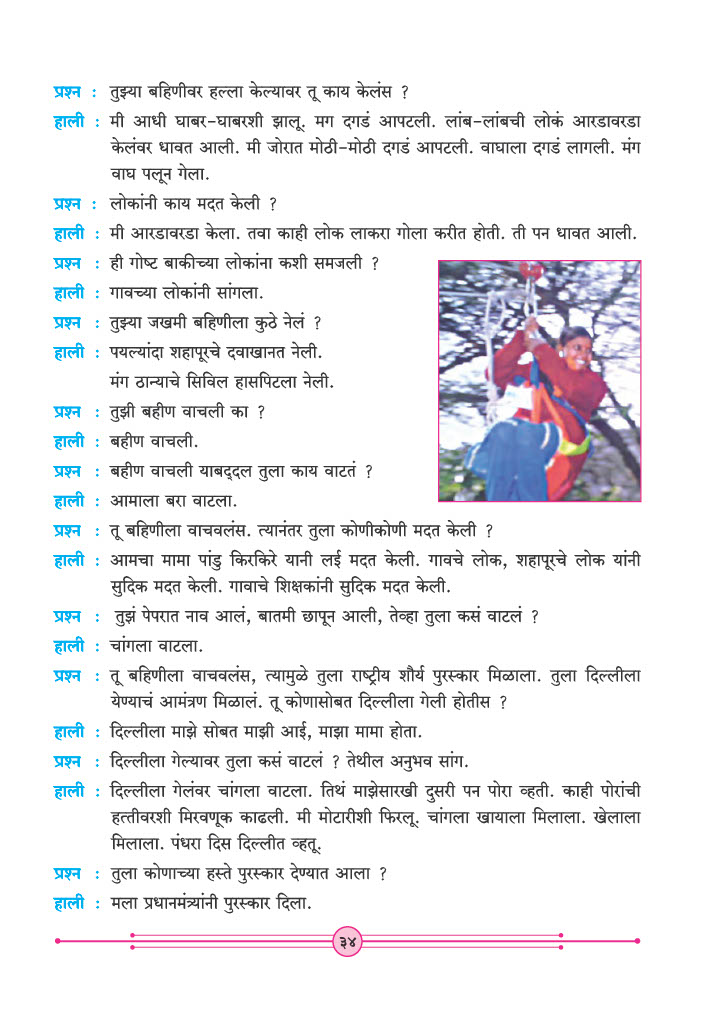 प्रश्न : तुझ्या बहिणीवर हल्ला केल्यावर तू काय केलंस ?
हाली : मी आधी घाबर-घाबरशी झालू. मग दगडं आपटली. लांब-लांबची लोकं आरडावरडा
केलंवर धावत आली. मी जोरात मोठी-मोठी दगडं आपटली. वाघाला दगडं लागली. मंग
वाघ पलून गेला.
प्रश्न : लोकांनी काय मदत केली ?
हाली : मी आरडावरडा केला. तवा काही लोक लाकरा गोला करीत होती. ती पन धावत आली.
प्रश्न : ही गोष्ट बाकीच्या लोकांना कशी समजली ?
हाली : गावच्या लोकांनी सांगला.
प्रश्न : तुझ्या जखमी बहिणीला कुठे नेलं ?
हाली : पयल्यांदा शहापूरचे दवाखानत नेली.
मंग ठान्याचे सिविल हासपिटला नेली.
प्रश्न : तुझी बहीण वाचली का ?
हाली : बहीण वाचली.
प्रश्न : बहीण वाचली याबद्दल तुला काय वाटतं ?
हाली : आमाला बरा वाटला.
प्रश्न : तू बहिणीला वाचवलंस. त्यानंतर तुला कोणीकोणी मदत केली ?
हाली : आमचा मामा पांडु किरकिरे यानी लई मदत केली. गावचे लोक, शहापूरचे लोक यांनी
सुदिक मदत केली. गावाचे शिक्षकांनी सुदिक मदत केली.
प्रश्न : तुझं पेपरात नाव आलं, बातमी छापून आली, तेव्हा तुला कसं वाटलं ?
हाली : चांगला वाटला.
प्रश्न : तू बहिणीला वाचवलंस, त्यामुळे तुला राष्ट्रीय शौर्य पुरस्कार मिळाला. तुला दिल्लीला
येण्याचं आमंत्रण मिळालं. तू कोणासोबत दिल्लीला गेली होतीस ?
हाली : दिल्लीला माझे सोबत माझी आई, माझा मामा होता.
प्रश्न : दिल्लीला गेल्यावर तुला कसं वाटलं ? तेथील अनुभव सांग.
हाली : दिल्लीला गेलंवर चांगला वाटला. तिथं माझेसारखी दुसरी पन पोरा व्हती. काही पोरांची
हत्तीवरशी मिरवणूक काढली. मी मोटारीशी फिरलू. चांगला खायाला मिलाला. खेलाला
मिलाला. पंधरा दिस दिल्लीत व्हतू.
प्रश्न : तुला कोणाच्या हस्ते पुरस्कार देण्यात आला ?
हाली : मला प्रधानमंत्र्यांनी पुरस्कार दिला.
३४